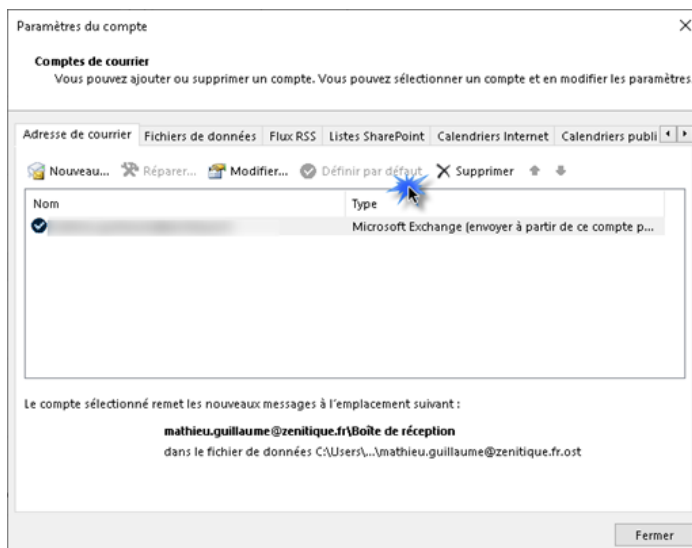 Paramètres du compte
Comptes de courrier
Vous pouvez ajouter ou supprimer un compte. Vous pouvez sélectionner un compte et en modifier les paramètres
Adresse de courrier Fichiers de données Flux RSS Listes SharePoint Calendriers Internet Calendriers publi
Nouveau... Réparer... Modifier... Définir par défaut Supprimer
Nom Type
Microsoft Exchange (envoyer à partir de ce compte p...
Le compte sélectionné remet les nouveaux messages à l'emplacement suivant :
mathieu.guillaume@zenitique.fr\Boîte de réception
dans le fichier de données C:\Users\...\mathieu.guillaume@zenitique.fr.ost
Fermer